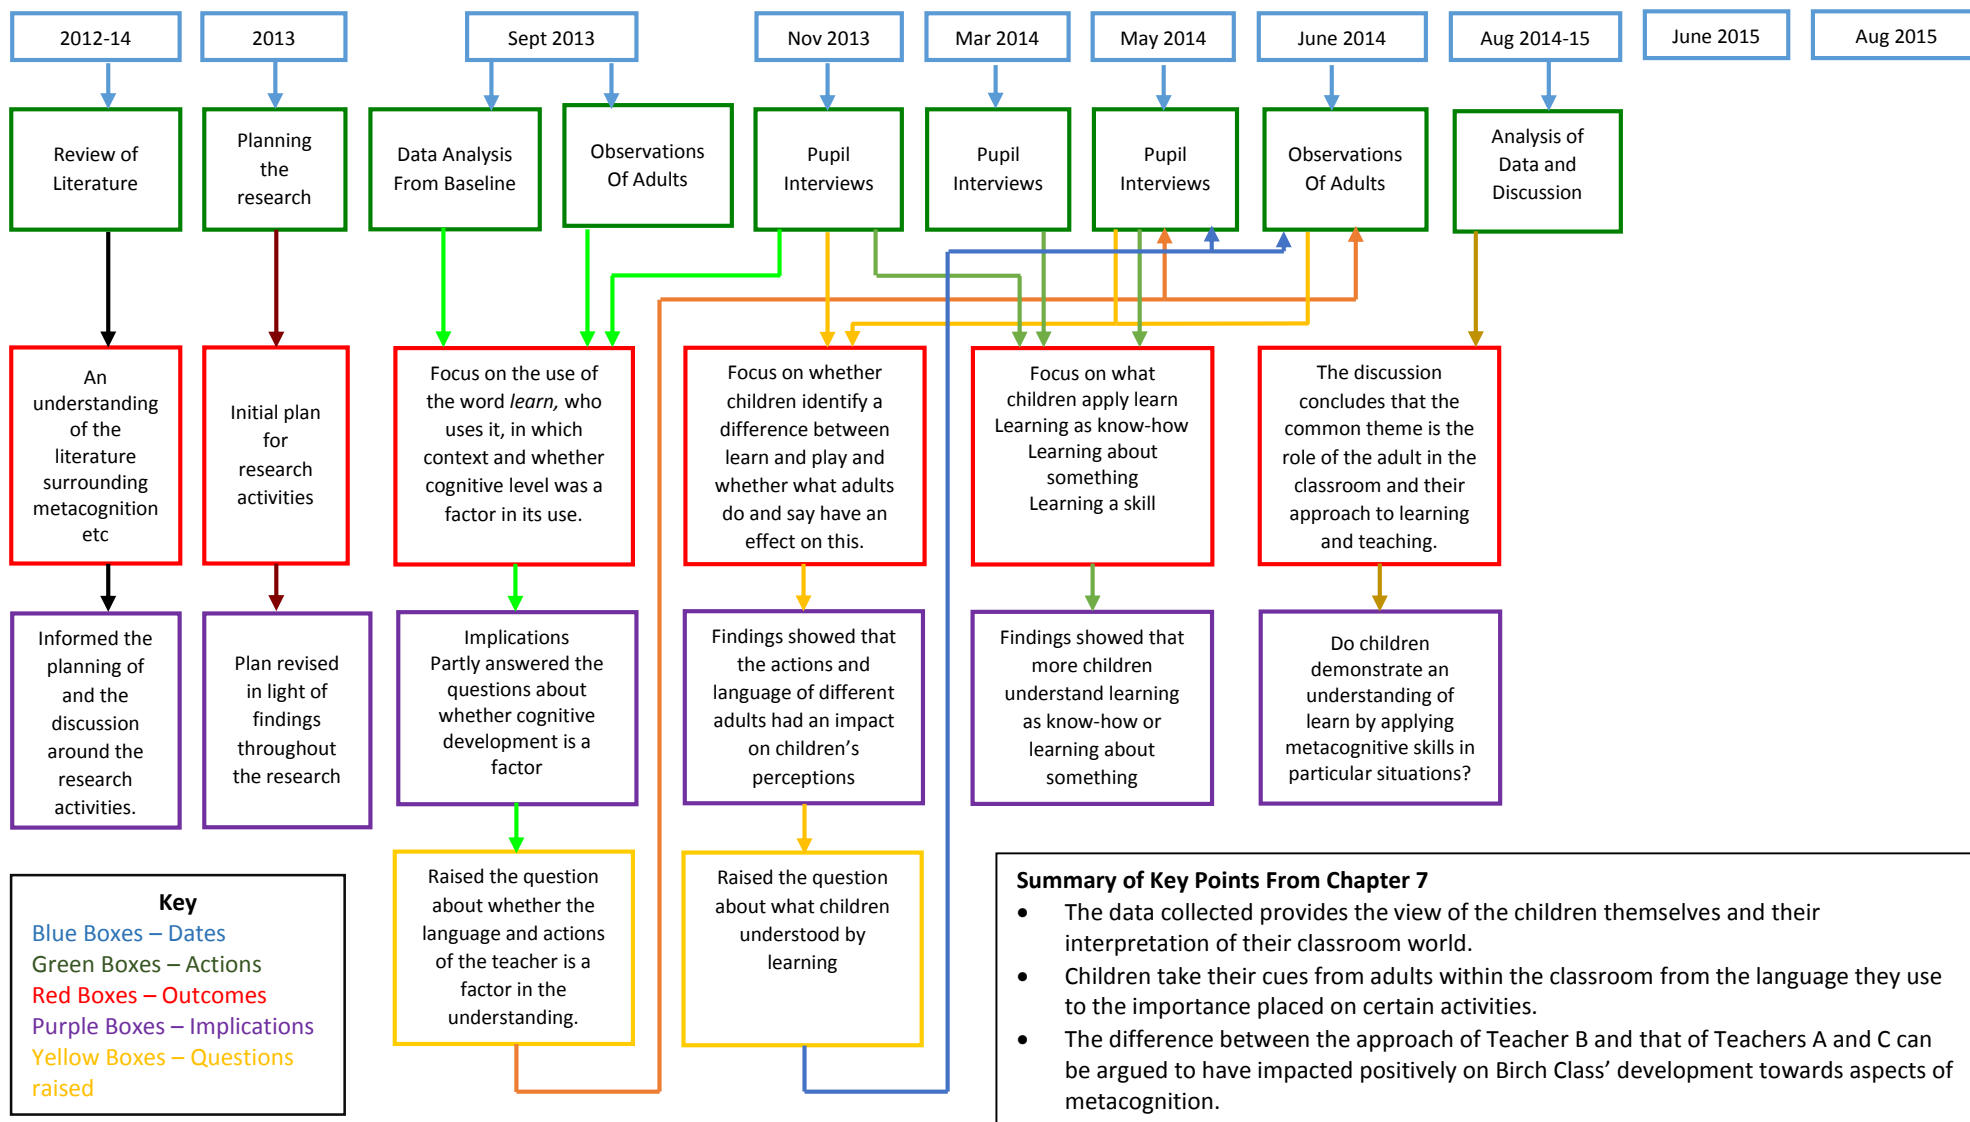 2012-14
2013
Sept 2013
Nov 2013
Mar 2014
May 2014
June 2014
Aug 2014-15
June 2015
Aug 2015
Review of
Literature
Planning
the
research
Data Analysis
From Baseline
Observations
Of Adults
Pupil
Interviews
Pupil
Interviews
Pupil
Interviews
Observations
Of Adults
Analysis of
Data and
Discussion
An
understanding
of the
literature
surrounding
metacognition
etc
Initial plan
for
research
activities
Focus on the use of
the word learn, who
uses it, in which
context and whether
cognitive level was a
factor in its use.
Focus on whether
children identify a
difference between
learn and play and
whether what adults
do and say have an
effect on this.
Focus on what
children apply learn
Learning as know-how
Learning about
something
Learning a skill
The discussion
concludes that the
common theme is the
role of the adult in the
classroom and their
approach to learning
and teaching.
Informed the
planning of
and the
discussion
around the
research
activities.
Plan revised
in light of
findings
throughout
the research
Implications
Partly answered the
questions about
whether cognitive
development is a
factor
Findings showed that
the actions and
language of different
adults had an impact
on children’s
perceptions
Findings showed that
more children
understand learning
as know-how or
learning about
something
Do children
demonstrate an
understanding of
learn by applying
metacognitive skills in
particular situations?
Raised the question
about whether the
language and actions
of the teacher is a
factor in the
understanding.
Raised the question
about what children
understood by
learning
Key
Blue Boxes – Dates
Green Boxes – Actions
Red Boxes – Outcomes
Purple Boxes – Implications
Yellow Boxes – Questions
raised
Summary of Key Points From Chapter 7
• The data collected provides the view of the children themselves and their
interpretation of their classroom world.
• Children take their cues from adults within the classroom from the language they use
to the importance placed on certain activities.
• The difference between the approach of Teacher B and that of Teachers A and C can
be argued to have impacted positively on Birch Class’ development towards aspects of
metacognition.